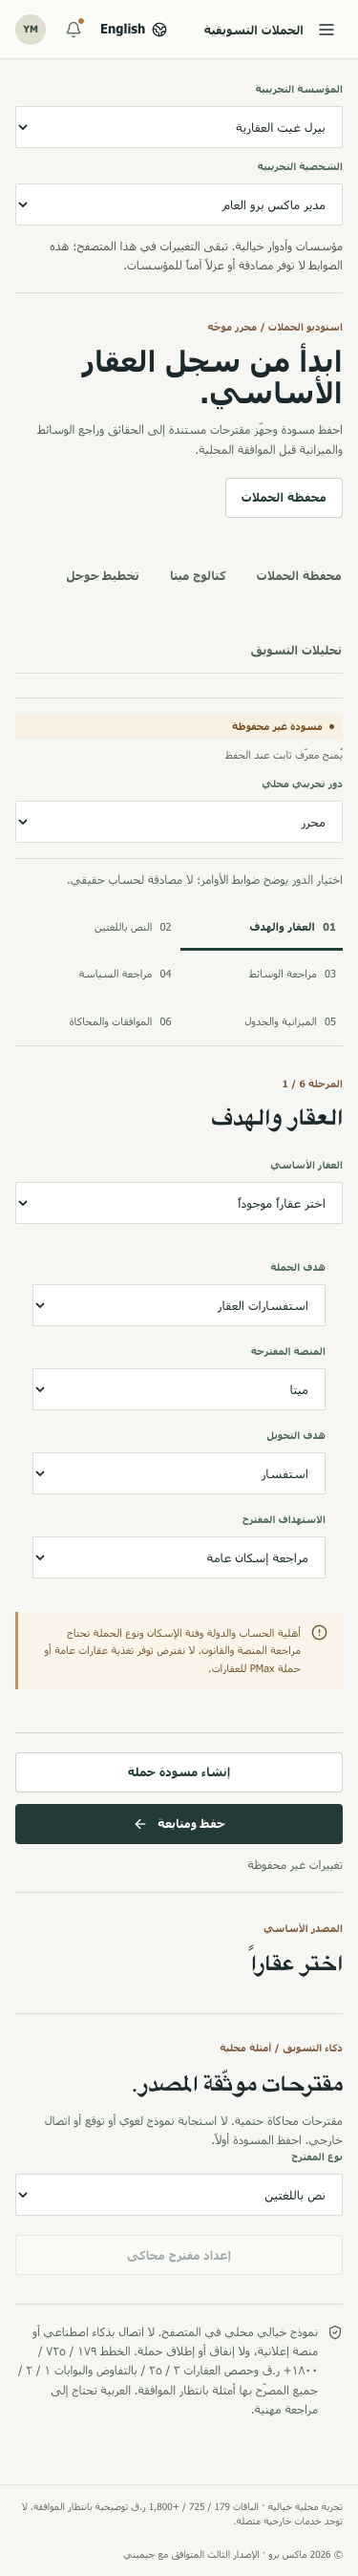 الحملات التسويقية
English
YM
المؤسسة التجريبية
بيرل غيت العقارية
الشخصية التجريبية
مدير ماكس برو العام
مؤسسات وأدوار خيالية. تبقى التغييرات في هذا المتصفح؛ هذه
الضوابط لا توفر مصادقة أو عزلاً آمناً للمؤسسات.
استوديو الحملات / محرر موجّه
ابدأ من سجل العقار
الأساسي.
احفظ مسودة وجهّز مقترحات مستندة إلى الحقائق وراجع الوسائط
والميزانية قبل الموافقة المحلية.
محفظة الحملات
محفظة الحملات
كتالوج ميتا
تخطيط جوجل
تحليلات التسويق
مسودة غير محفوظة
يُمنح معرّف ثابت عند الحفظ
دور تجريبي محلي
محرر
اختبار الدور يوضح ضوابط الأوامر؛ لا مصادقة لحساب حقيقي.
01 العقار والهدف
02 النص باللغتين
03 مراجعة الوسائط
04 مراجعة السياسة
05 الميزانية والجدول
06 الموافقات والمحاكاة
المرحلة 6 / 1
العقار والهدف
العقار الأساسي
اختر عقاراً موجوداً
هدف الحملة
استفسارات العقار
المنصة المقترحة
ميتا
هدف التحويل
استفسار
الاستهداف المقترح
مراجعة إسكان عامة
أهلية الحساب والدولة وفئة الإسكان ونوع الحملة تحتاج
مراجعة المنصة والقانون. لا نفترض توفر تغذية عقارات عامة أو
حملة PMax للعقارات.
إنشاء مسودة حملة
حفظ ومتابعة
تغييرات غير محفوظة
المصدر الأساسي
اختر عقاراً
ذكاء التسويق / أمثلة محلية
مقترحات موثّقة المصدر.
مقترحات محاكاة حتمية. لا استجابة نموذج لغوي أو توقع أو اتصال
خارجي. احفظ المسودة أولاً.
نوع المقترح
نص باللغتين
إعداد مقترح محاكى
نموذج خيالي محلي في المتصفح. لا اتصال بذكاء اصطناعي أو
منصة إعلانية، ولا إنفاق أو إطلاق حملة. الخطط ١٧٩ / ٧٢٥ /
١٨٠٠+ ر.ق وحصص العقارات ٣ / ٢٥ / بالتفاوض والبوابات ١ / ٢ /
جميع المصرّح بها أمثلة بانتظار الموافقة. العربية تحتاج إلى
مراجعة مهنية.
تجربة محلية خيالية · الباقات 179 / 725 / +1,800 ر.ق توضيحية بانتظار الموافقة. لا
توجد خدمات خارجية متصلة.
© 2026 ماكس برو · الإصدار الثالث المتوافق مع جيميني